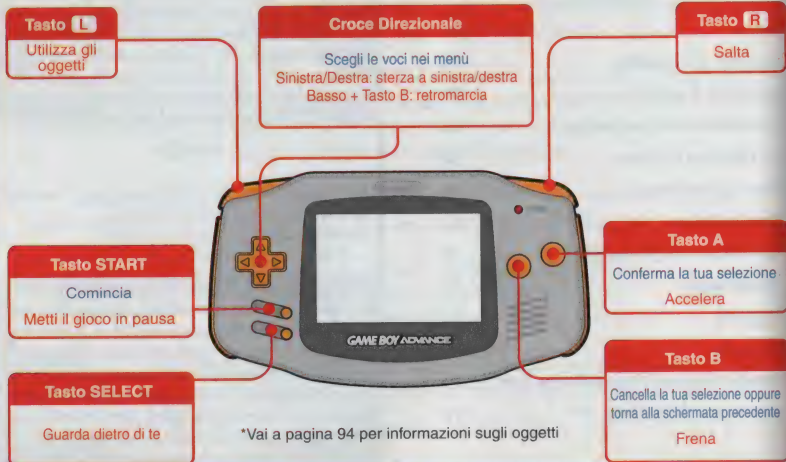 Tasto L
Utilizza gli
oggetti
Croce Direzionale
Scegli le voci nei menù
Sinistra/Destra: sterza a sinistra/destra
Basso + Tasto B: retromarcia
Tasto R
Salta
Tasto START
Comincia
Metti il gioco in pausa
Tasto A
Conferma la tua selezione
Accelera
GAME BOY ADVANCE
Tasto SELECT
Guarda dietro di te
Tasto B
Cancella la tua selezione oppure
torna alla schermata precedente
Frena
*Vai a pagina 94 per informazioni sugli oggetti